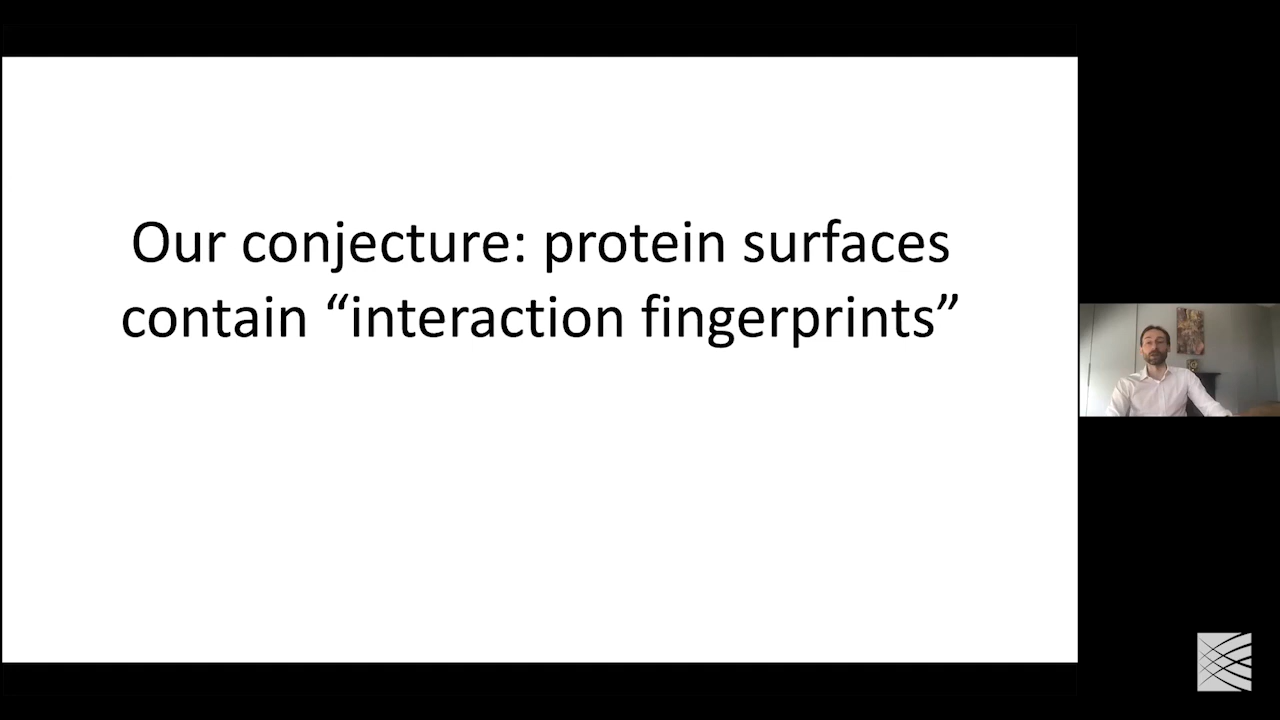 Our conjecture: protein surfaces
contain “interaction fingerprints”